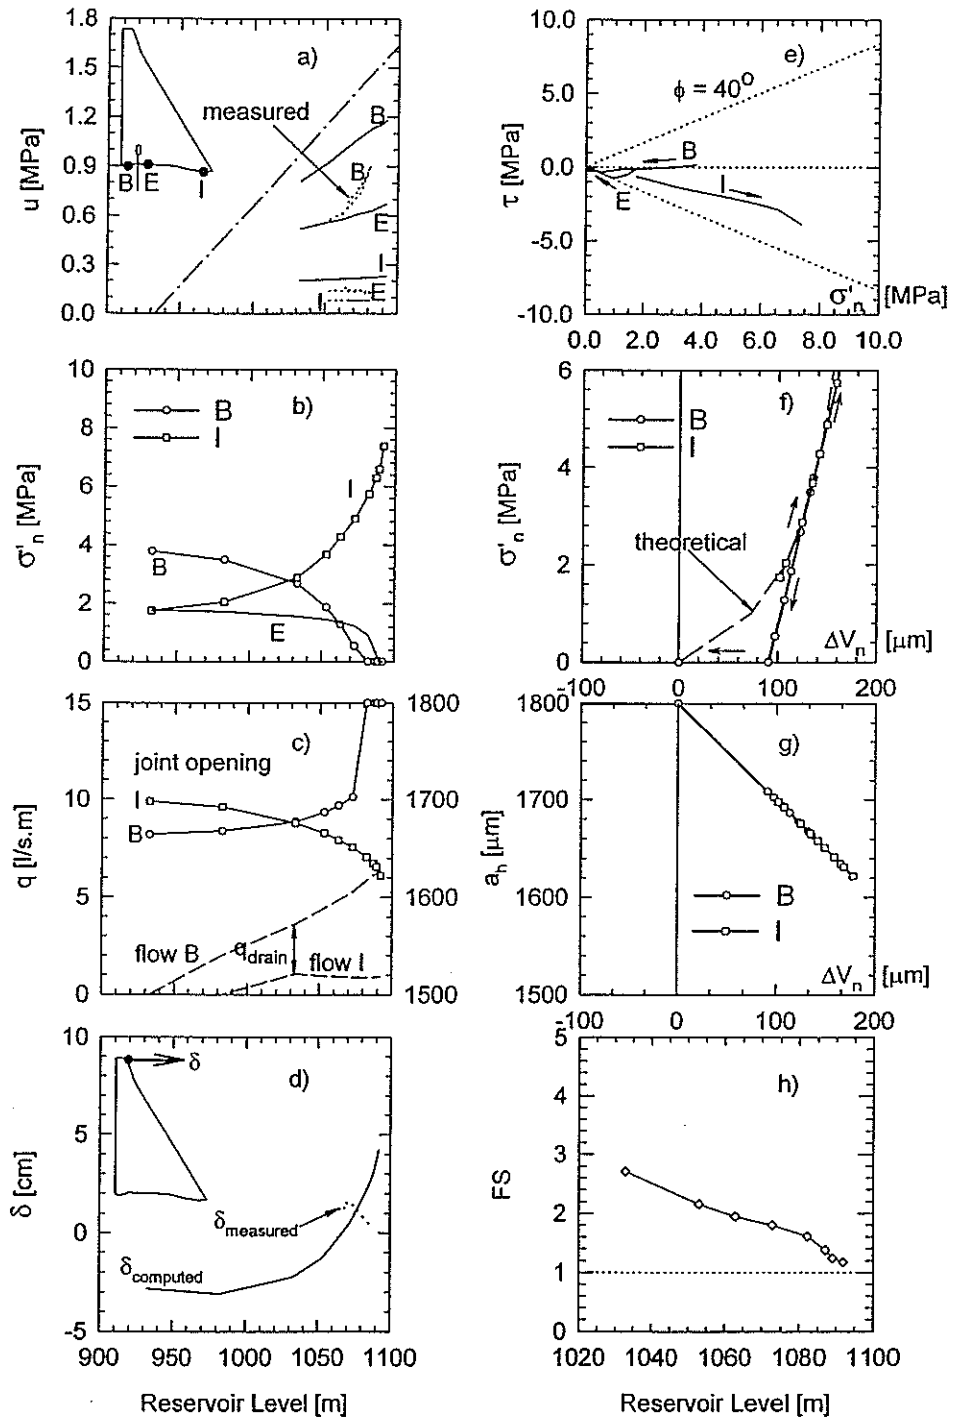 a)
u [MPa]
1.8
1.5
1.2
0.9
0.6
0.3
0.0
measured
B
B
E
I
E
I
B
E
I
e)
τ [MPa]
10.0
5.0
0.0
-5.0
-10.0
ϕ = 40°
B
I
E
σ'n [MPa]
0.0 2.0 4.0 6.0 8.0 10.0
b)
σ'n [MPa]
10
8
6
4
2
0
B
I
B
I
E
f)
σ'n [MPa]
6
4
2
0
B
I
theoretical
ΔVn [μm]
-100 0 100 200
c)
q [l/s.m]
15
10
5
0
joint opening
I
B
flow B
qdrain
flow I
1800
1700
1600
1500
g)
ah [μm]
1800
1700
1600
1500
B
I
ΔVn [μm]
-100 0 100 200
d)
δ [cm]
10
5
0
-5
δ
δmeasured
δcomputed
900 950 1000 1050 1100
Reservoir Level [m]
h)
FS
5
4
3
2
1
0
1020 1040 1060 1080 1100
Reservoir Level [m]